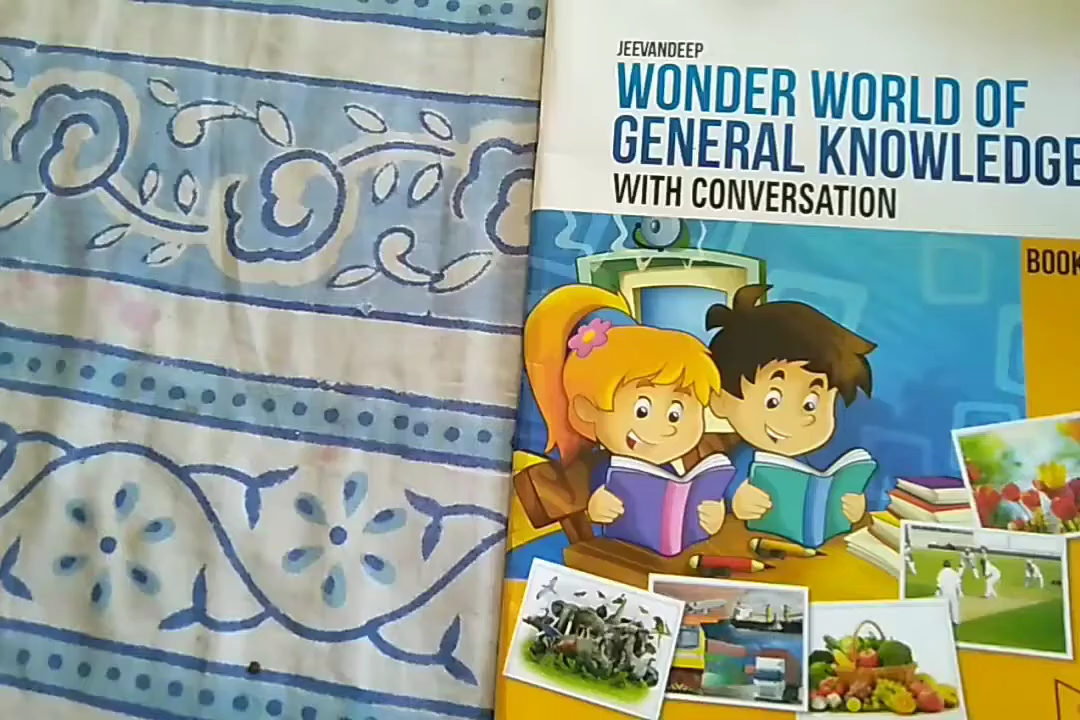 JEEVANDEEP
WONDER WORLD OF
GENERAL KNOWLEDGE
WITH CONVERSATION
BOOK